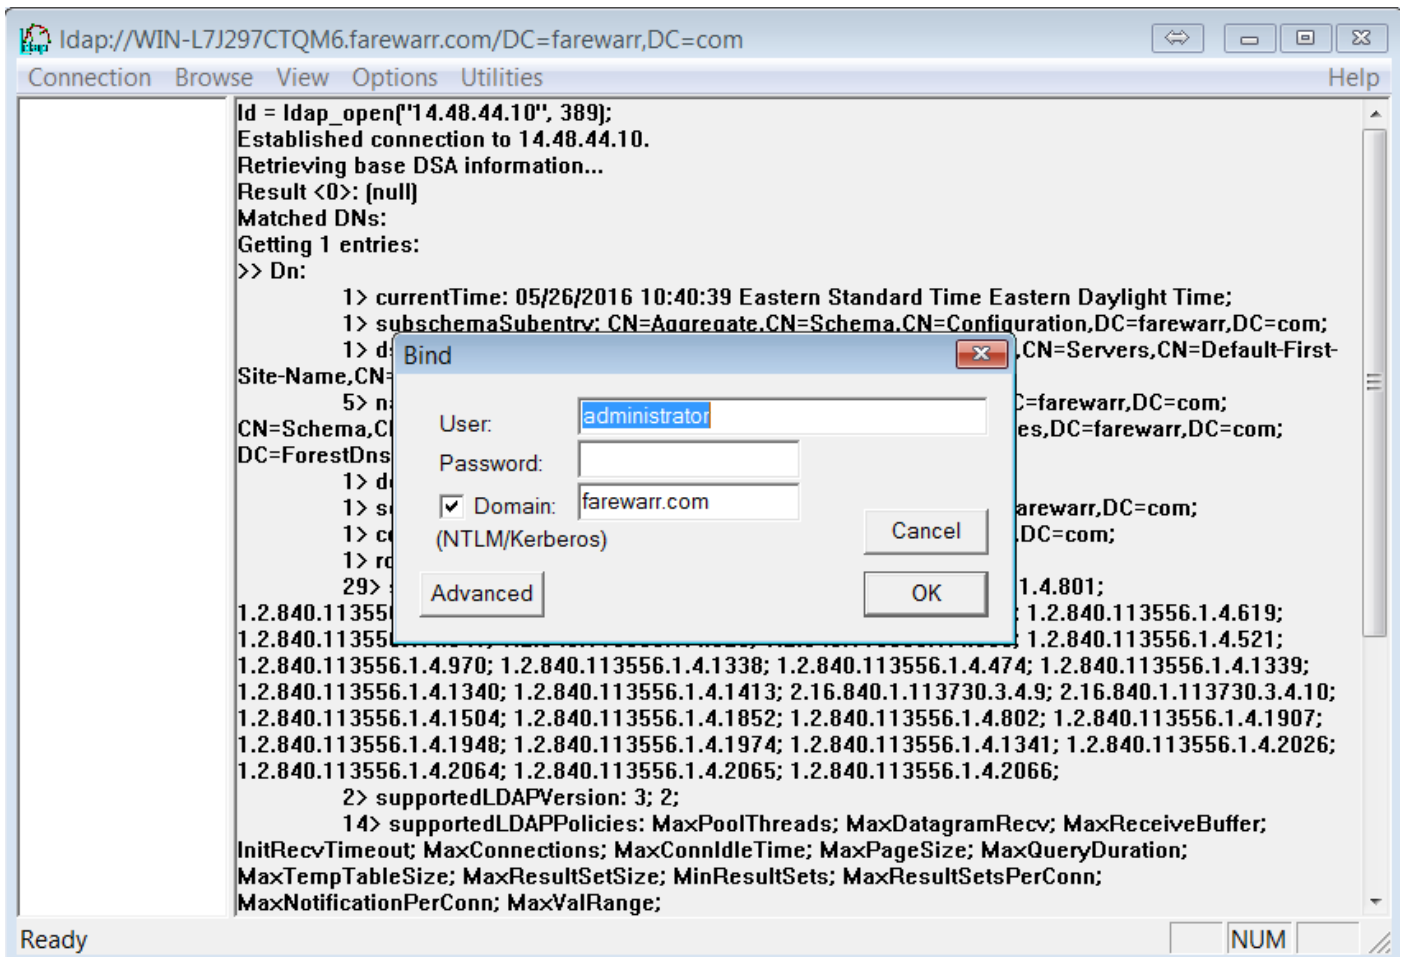 ldap://WIN-L7J297CTQM6.farewarr.com/DC=farewarr,DC=com
Connection Browse View Options Utilities Help
ld = ldap_open("14.48.44.10", 389);
Established connection to 14.48.44.10.
Retrieving base DSA information...
Result <0>: (null)
Matched DNs:
Getting 1 entries:
>> Dn:
1> currentTime: 05/26/2016 10:40:39 Eastern Standard Time Eastern Daylight Time;
1> subschemaSubentry: CN=Aggregate,CN=Schema,CN=Configuration,DC=farewarr,DC=com;
1> d ,CN=Servers,CN=Default-First-
Site-Name,CN=
5> n =farewarr,DC=com;
CN=Schema,C es,DC=farewarr,DC=com;
DC=ForestDns
1> d
1> s arewarr,DC=com;
1> c ,DC=com;
1> ro
29> 1.4.801;
1.2.840.11355 ; 1.2.840.113556.1.4.619;
1.2.840.11355 ; 1.2.840.113556.1.4.521;
1.2.840.113556.1.4.970; 1.2.840.113556.1.4.1338; 1.2.840.113556.1.4.474; 1.2.840.113556.1.4.1339;
1.2.840.113556.1.4.1340; 1.2.840.113556.1.4.1413; 2.16.840.1.113730.3.4.9; 2.16.840.1.113730.3.4.10;
1.2.840.113556.1.4.1504; 1.2.840.113556.1.4.1852; 1.2.840.113556.1.4.802; 1.2.840.113556.1.4.1907;
1.2.840.113556.1.4.1948; 1.2.840.113556.1.4.1974; 1.2.840.113556.1.4.1341; 1.2.840.113556.1.4.2026;
1.2.840.113556.1.4.2064; 1.2.840.113556.1.4.2065; 1.2.840.113556.1.4.2066;
2> supportedLDAPVersion: 3; 2;
14> supportedLDAPPolicies: MaxPoolThreads; MaxDatagramRecv; MaxReceiveBuffer;
InitRecvTimeout; MaxConnections; MaxConnIdleTime; MaxPageSize; MaxQueryDuration;
MaxTempTableSize; MaxResultSetSize; MinResultSets; MaxResultSetsPerConn;
MaxNotificationPerConn; MaxValRange;
Bind
User: administrator
Password:
Domain: farewarr.com
(NTLM/Kerberos)
Cancel
Advanced OK
Ready NUM